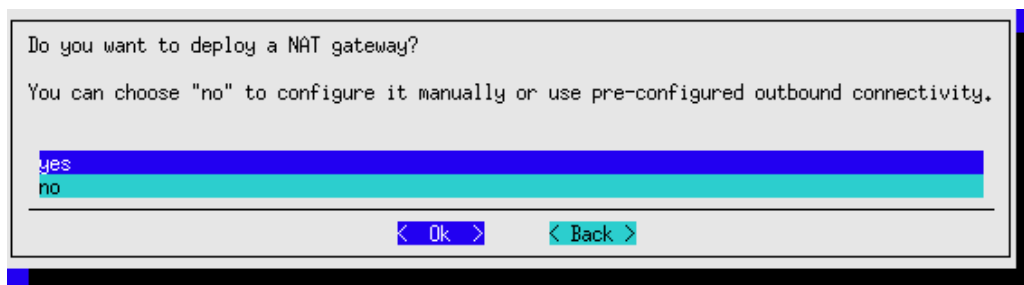 Do you want to deploy a NAT gateway?
You can choose "no" to configure it manually or use pre-configured outbound connectivity.
yes
no
< Ok > < Back >